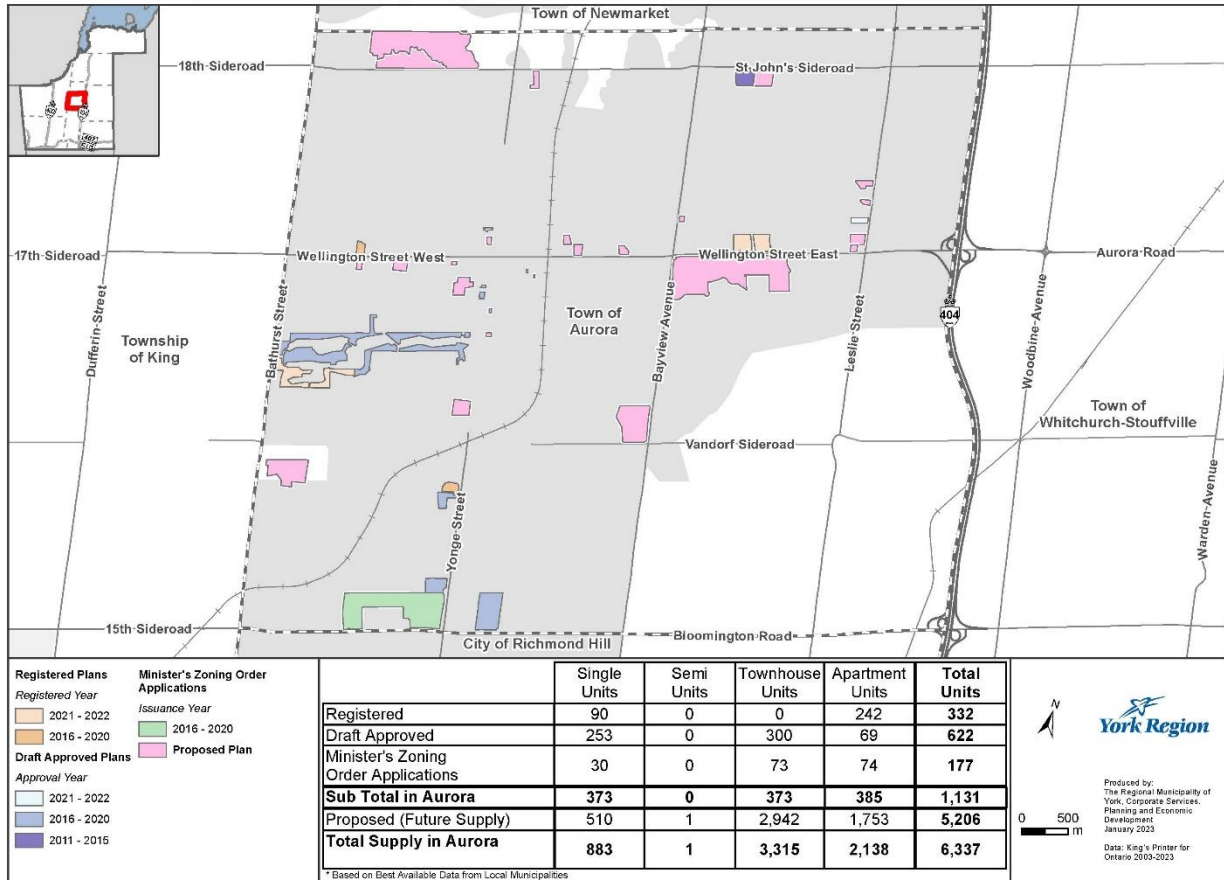 Town of Newmarket
18th Sideroad
St John's Sideroad
17th Sideroad
Wellington Street West
Wellington Street East
Aurora Road
Dufferin-Street
Township
of King
Bathurst Street
Town of
Aurora
Bayview Avenue
Leslie Street
404
Woodbine-Avenue
Town of
Whitchurch-Stouffville
Vandorf Sideroad
Yonge-Street
Warden-Avenue
15th Sideroad
Bloomington Road
City of Richmond Hill
Registered Plans
Registered Year
2021 - 2022
2016 - 2020
Draft Approved Plans
Approval Year
2021 - 2022
2016 - 2020
2011 - 2015
Minister's Zoning Order
Applications
Issuance Year
2016 - 2020
Proposed Plan
Single Units Semi Units Townhouse Units Apartment Units Total Units
Registered 90 0 0 242 332
Draft Approved 253 0 300 69 622
Minister's Zoning Order Applications 30 0 73 74 177
Sub Total in Aurora 373 0 373 385 1,131
Proposed (Future Supply) 510 1 2,942 1,753 5,206
Total Supply in Aurora 883 1 3,315 2,138 6,337
* Based on Best Available Data from Local Municipalities
N
York Region
0 500 m
Produced by:
The Regional Municipality of
York, Corporate Services,
Planning and Economic
Development
January 2023
Data: King's Printer for
Ontario 2003-2023